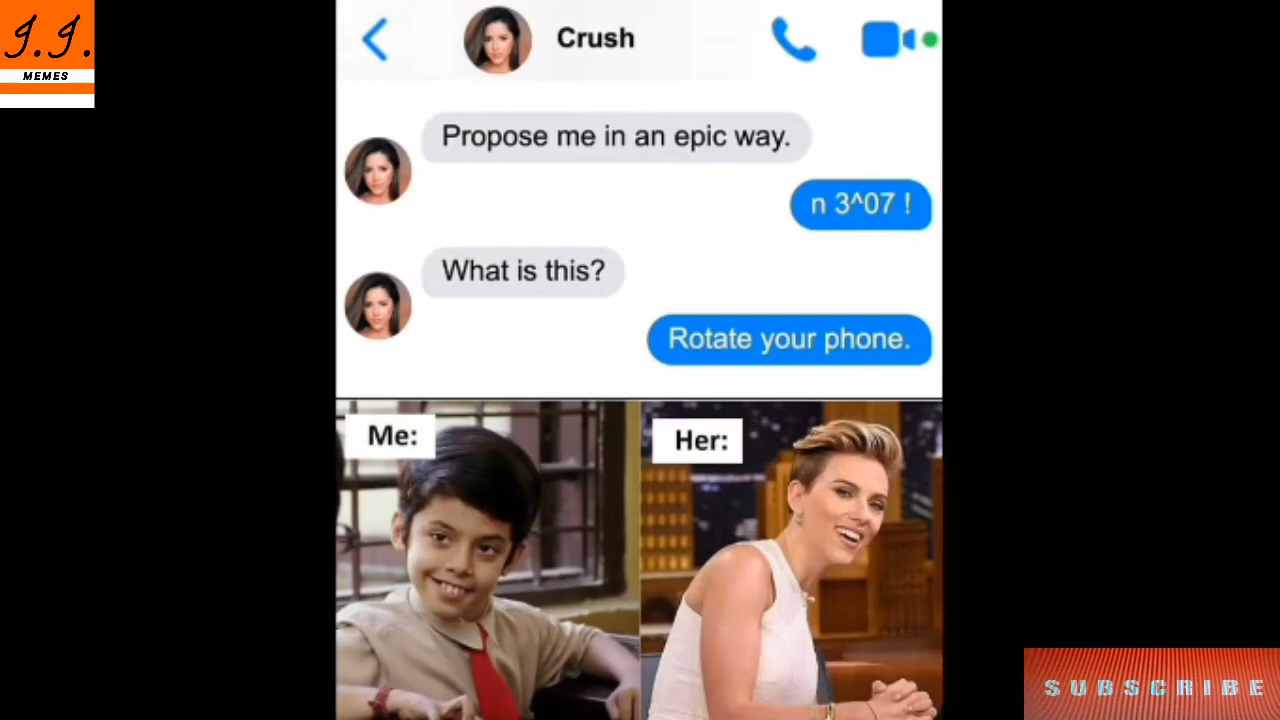 J.J.
MEMES
Crush
Propose me in an epic way.
n 3^07 !
What is this?
Rotate your phone.
Me:
Her:
SUBSCRIBE